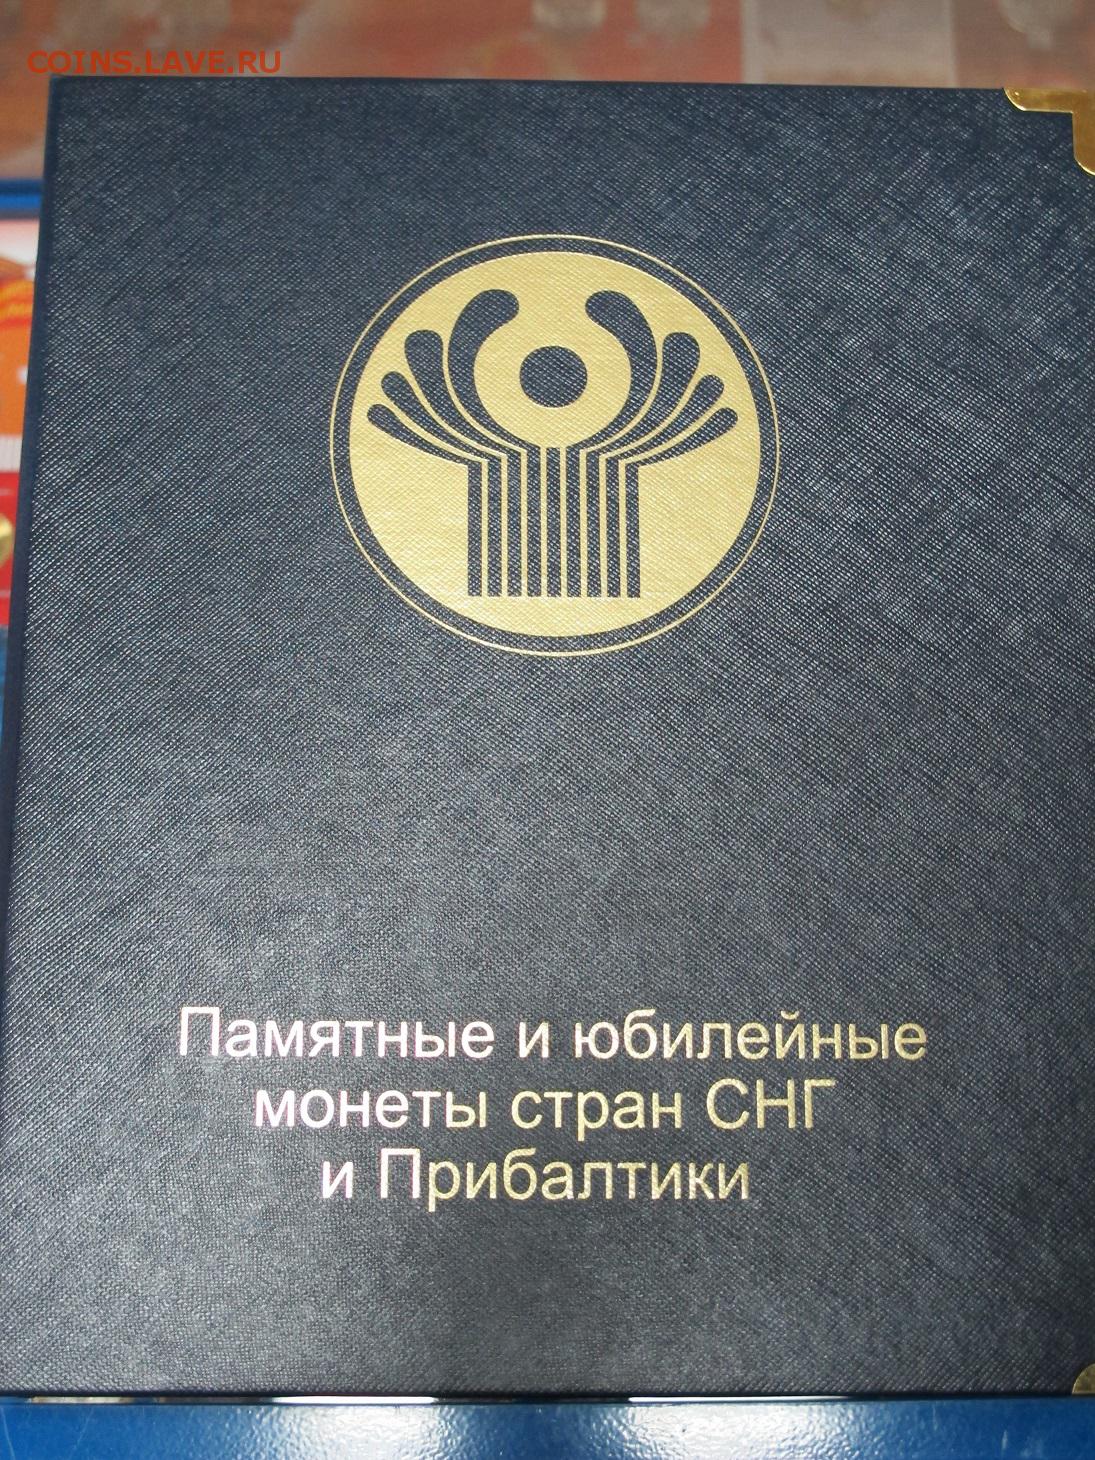 COINS.LAVE.RU
Памятные и юбилейные
монеты стран СНГ
и Прибалтики